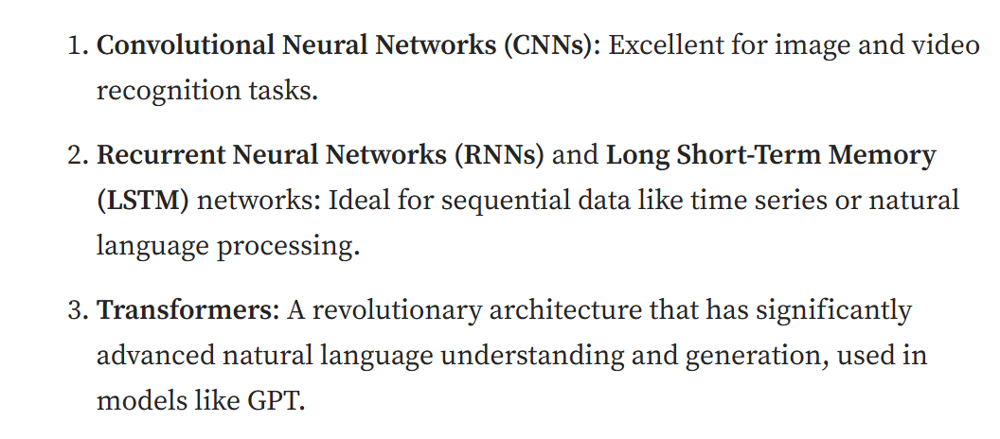 1. Convolutional Neural Networks (CNNs): Excellent for image and video
recognition tasks.
2. Recurrent Neural Networks (RNNs) and Long Short-Term Memory
(LSTM) networks: Ideal for sequential data like time series or natural
language processing.
3. Transformers: A revolutionary architecture that has significantly
advanced natural language understanding and generation, used in
models like GPT.